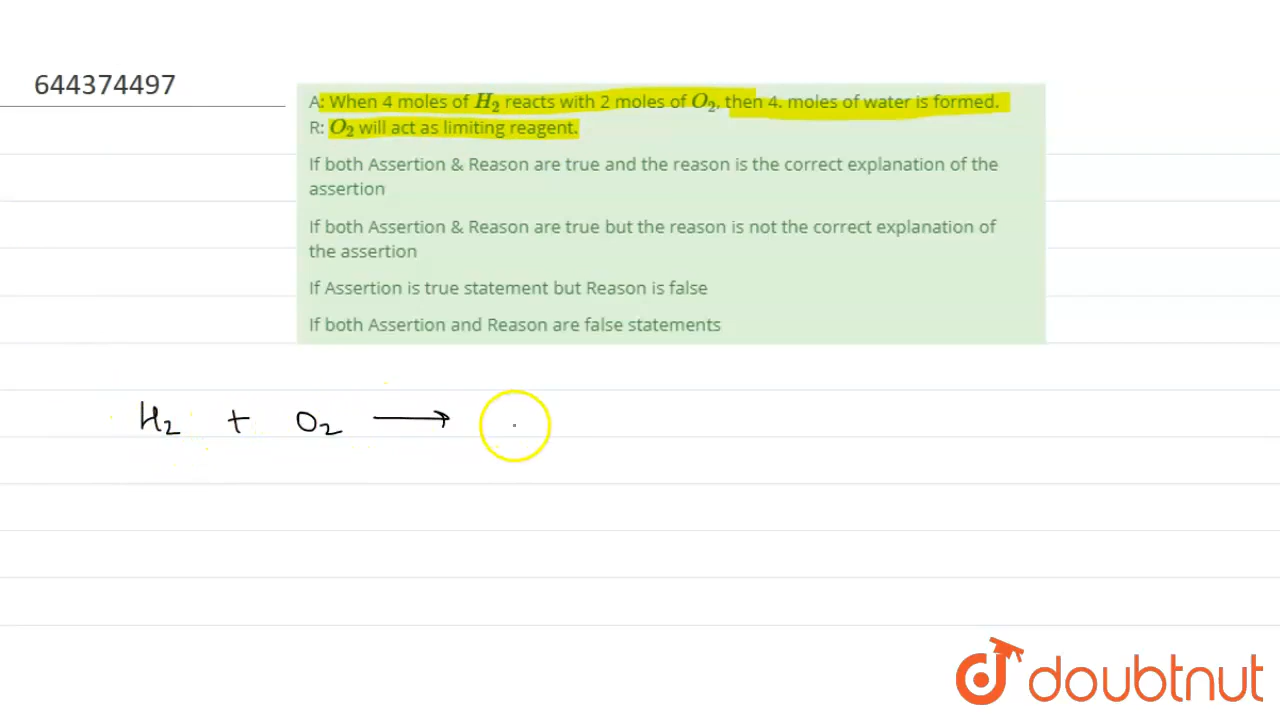 644374497
A: When 4 moles of H₂ reacts with 2 moles of O₂, then 4. moles of water is formed.
R: O₂ will act as limiting reagent.
If both Assertion & Reason are true and the reason is the correct explanation of the
assertion
If both Assertion & Reason are true but the reason is not the correct explanation of
the assertion
If Assertion is true statement but Reason is false
If both Assertion and Reason are false statements
H₂ + O₂ ⟶
doubtnut